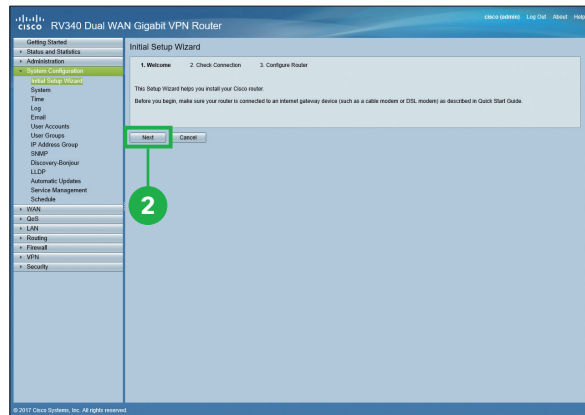 cisco RV340 Dual WAN Gigabit VPN Router
cisco (admin) Log Out About Help
Getting Started
Status and Statistics
Administration
System Configuration
Initial Setup Wizard
System
Time
Log
Email
User Accounts
User Groups
IP Address Group
SNMP
Discovery-Bonjour
LLDP
Automatic Updates
Service Management
Schedule
WAN
QoS
LAN
Routing
Firewall
VPN
Security
Initial Setup Wizard
1. Welcome 2. Check Connection 3. Configure Router
This Setup Wizard helps you install your Cisco router.
Before you begin, make sure your router is connected to an internet gateway device (such as a cable modem or DSL modem) as described in Quick Start Guide.
Next Cancel
2
© 2017 Cisco Systems, Inc. All rights reserved.